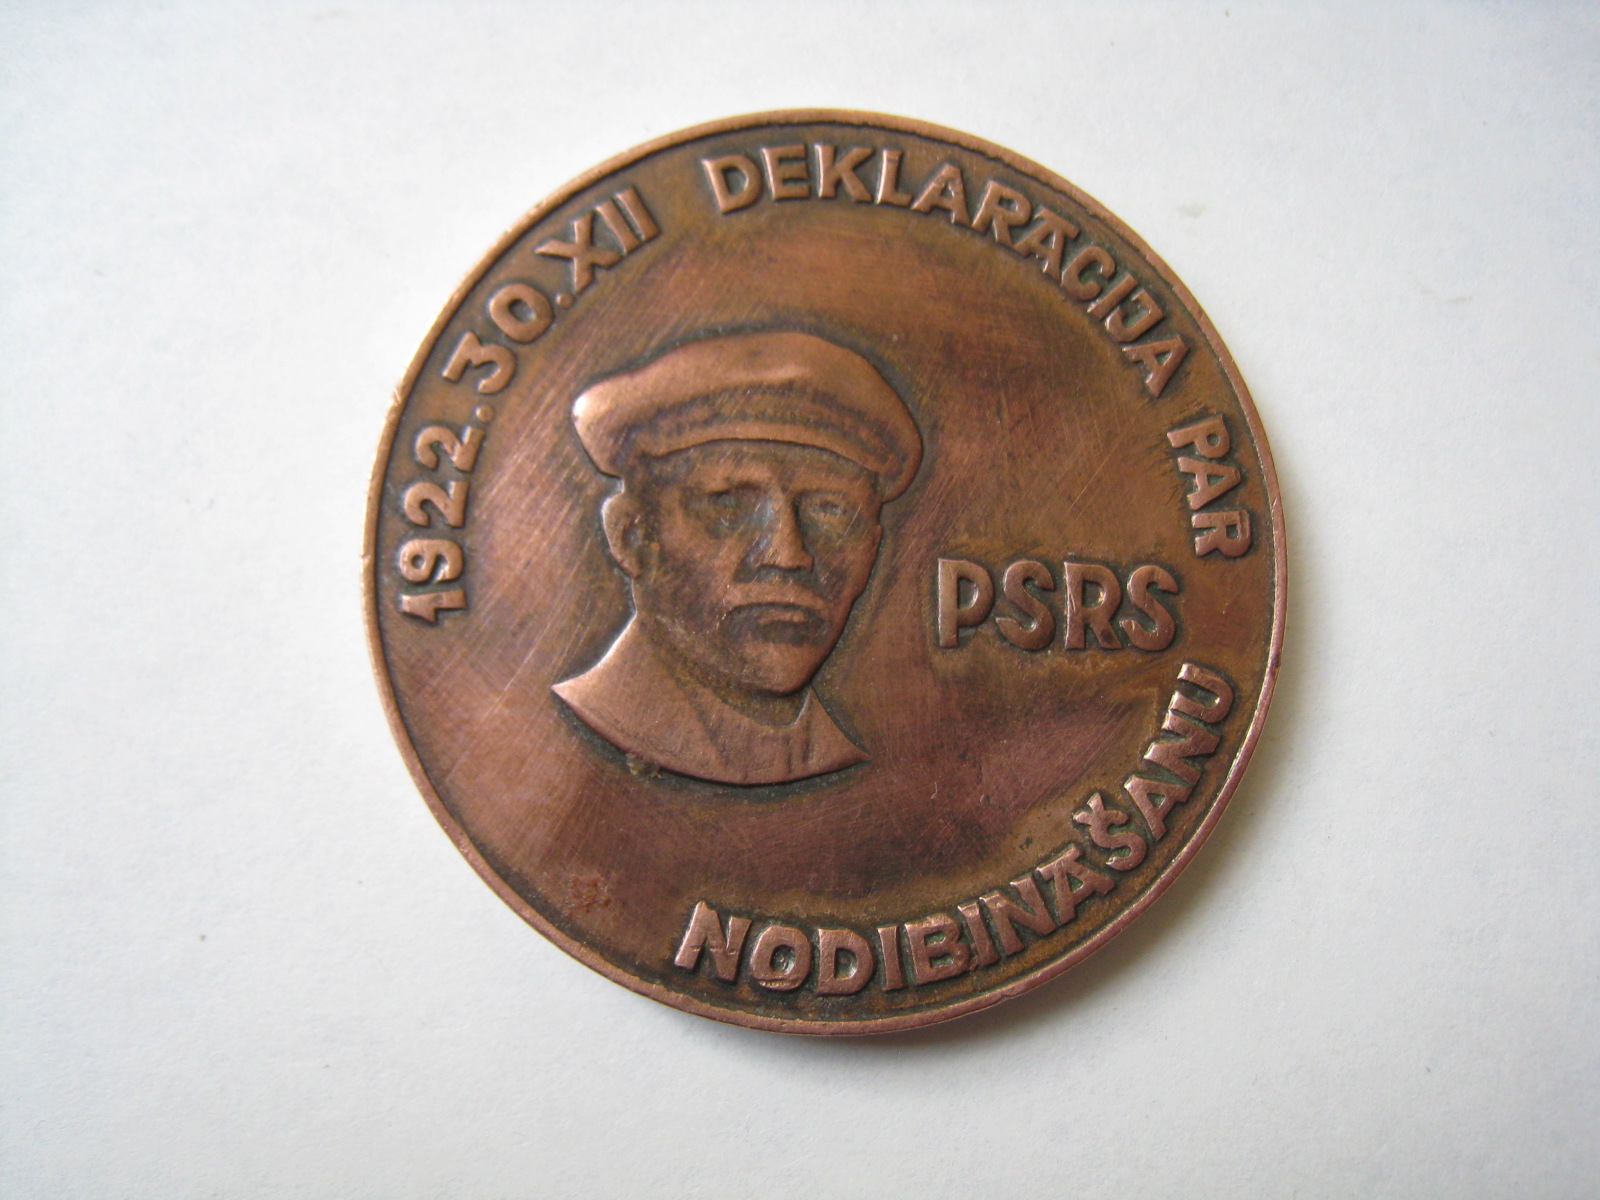 1922.30.XII DEKLARĀCIJA PAR
PSRS
NODIBINĀŠANU